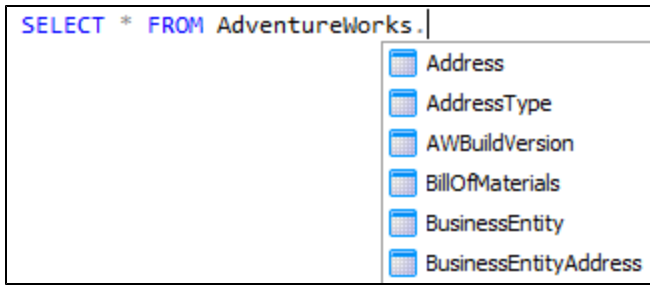 SELECT * FROM AdventureWorks.
Address
AddressType
AWBuildVersion
BillOfMaterials
BusinessEntity
BusinessEntityAddress